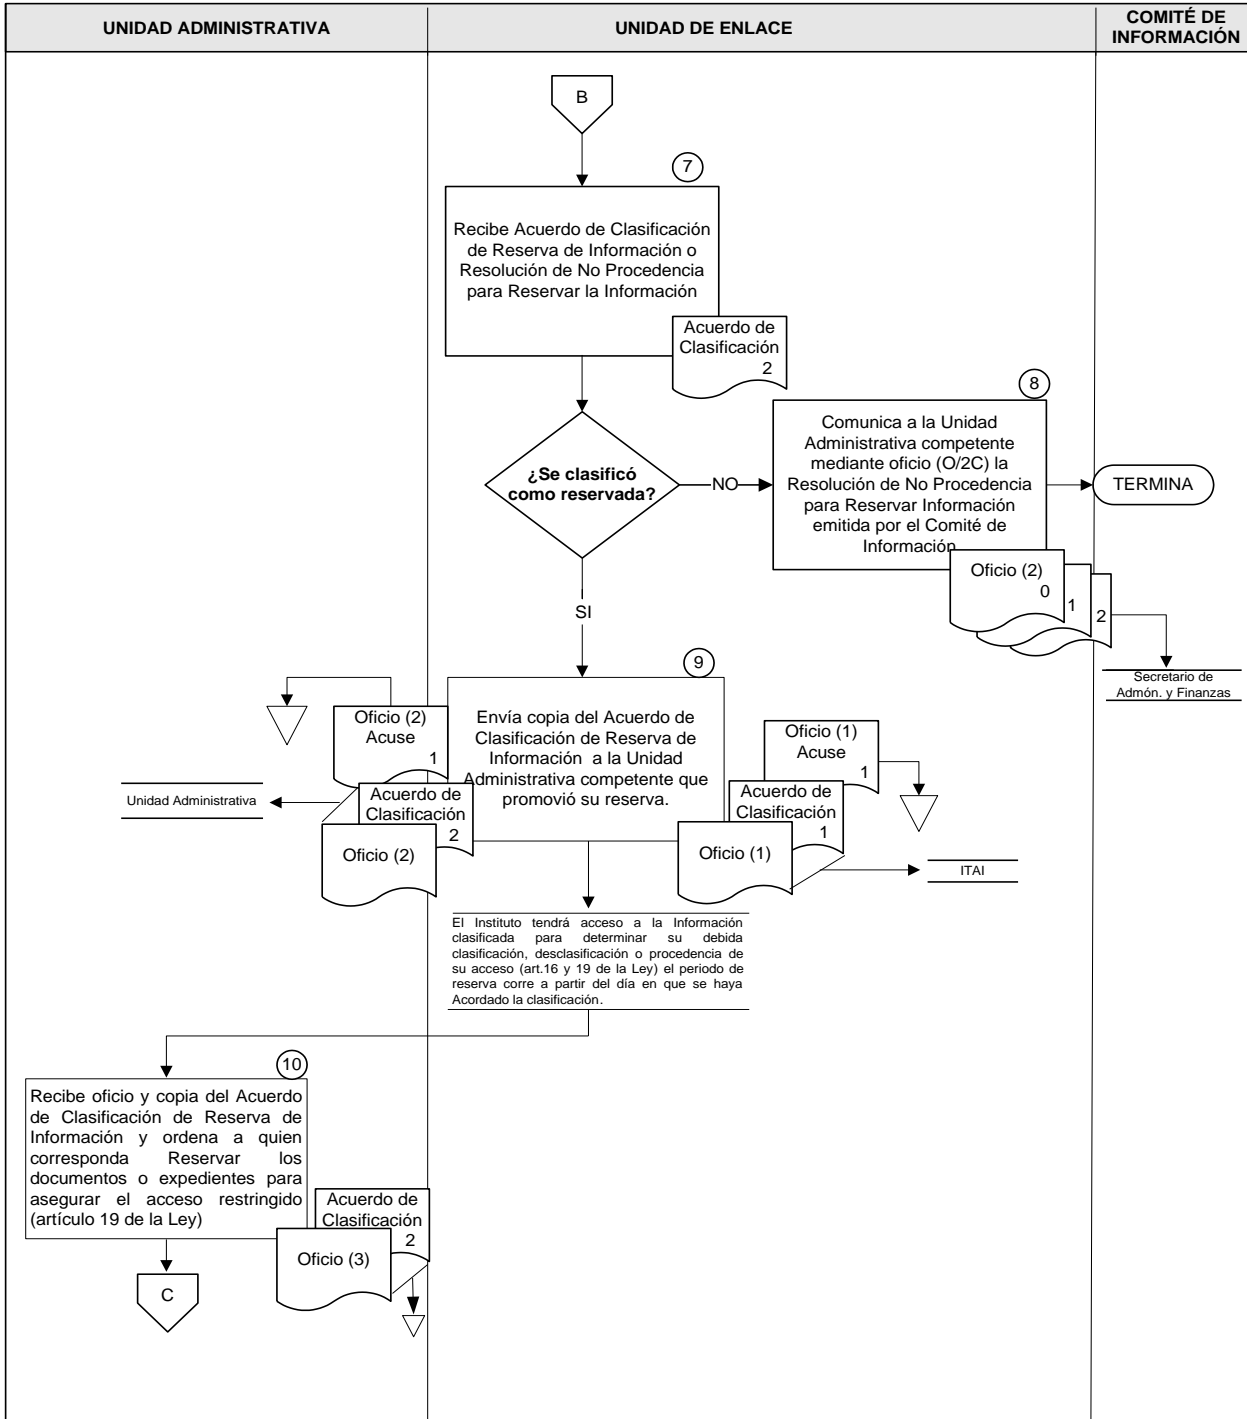 UNIDAD ADMINISTRATIVA
UNIDAD DE ENLACE
COMITÉ DE
INFORMACIÓN
B
7
Recibe Acuerdo de Clasificación
de Reserva de Información o
Resolución de No Procedencia
para Reservar la Información
Acuerdo de
Clasificación
2
8
¿Se clasificó
como reservada?
NO
Comunica a la Unidad
Administrativa competente
mediante oficio (O/2C) la
Resolución de No Procedencia
para Reservar Información
emitida por el Comité de
Información
TERMINA
Oficio (2)
0
1
2
SI
Secretario de
Admón. y Finanzas
9
Envía copia del Acuerdo de
Clasificación de Reserva de
Información a la Unidad
Administrativa competente que
promovió su reserva.
Oficio (2)
Acuse
1
Unidad Administrativa
Acuerdo de
Clasificación
2
Oficio (2)
Oficio (1)
Acuse
1
Acuerdo de
Clasificación
1
Oficio (1)
ITAI
El Instituto tendrá acceso a la Información
clasificada para determinar su debida
clasificación, desclasificación o procedencia de
su acceso (art.16 y 19 de la Ley) el periodo de
reserva corre a partir del día en que se haya
Acordado la clasificación.
10
Recibe oficio y copia del Acuerdo
de Clasificación de Reserva de
Información y ordena a quien
corresponda Reservar los
documentos o expedientes para
asegurar el acceso restringido
(artículo 19 de la Ley)
Acuerdo de
Clasificación
2
Oficio (3)
C